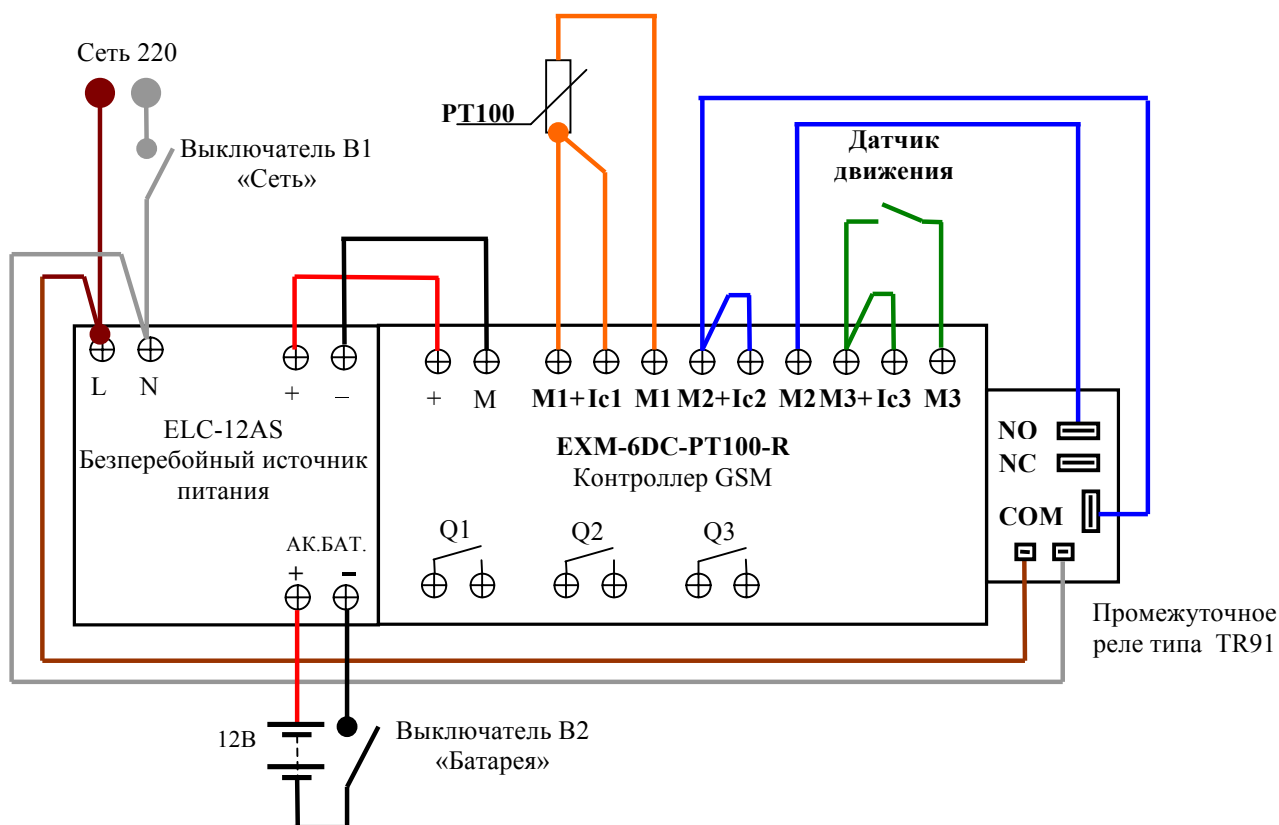 Сеть 220
Выключатель В1
«Сеть»
PT100
Датчик
движения
L N + – + M M1+ Ic1 M1 M2+ Ic2 M2 M3+ Ic3 M3
ELC-12AS
Безперебойный источник
питания
EXM-6DC-PT100-R
Контроллер GSM
NO
NC
COM
АК.БАТ.
+ -
Q1 Q2 Q3
Промежуточное
реле типа TR91
12В
Выключатель В2
«Батарея»